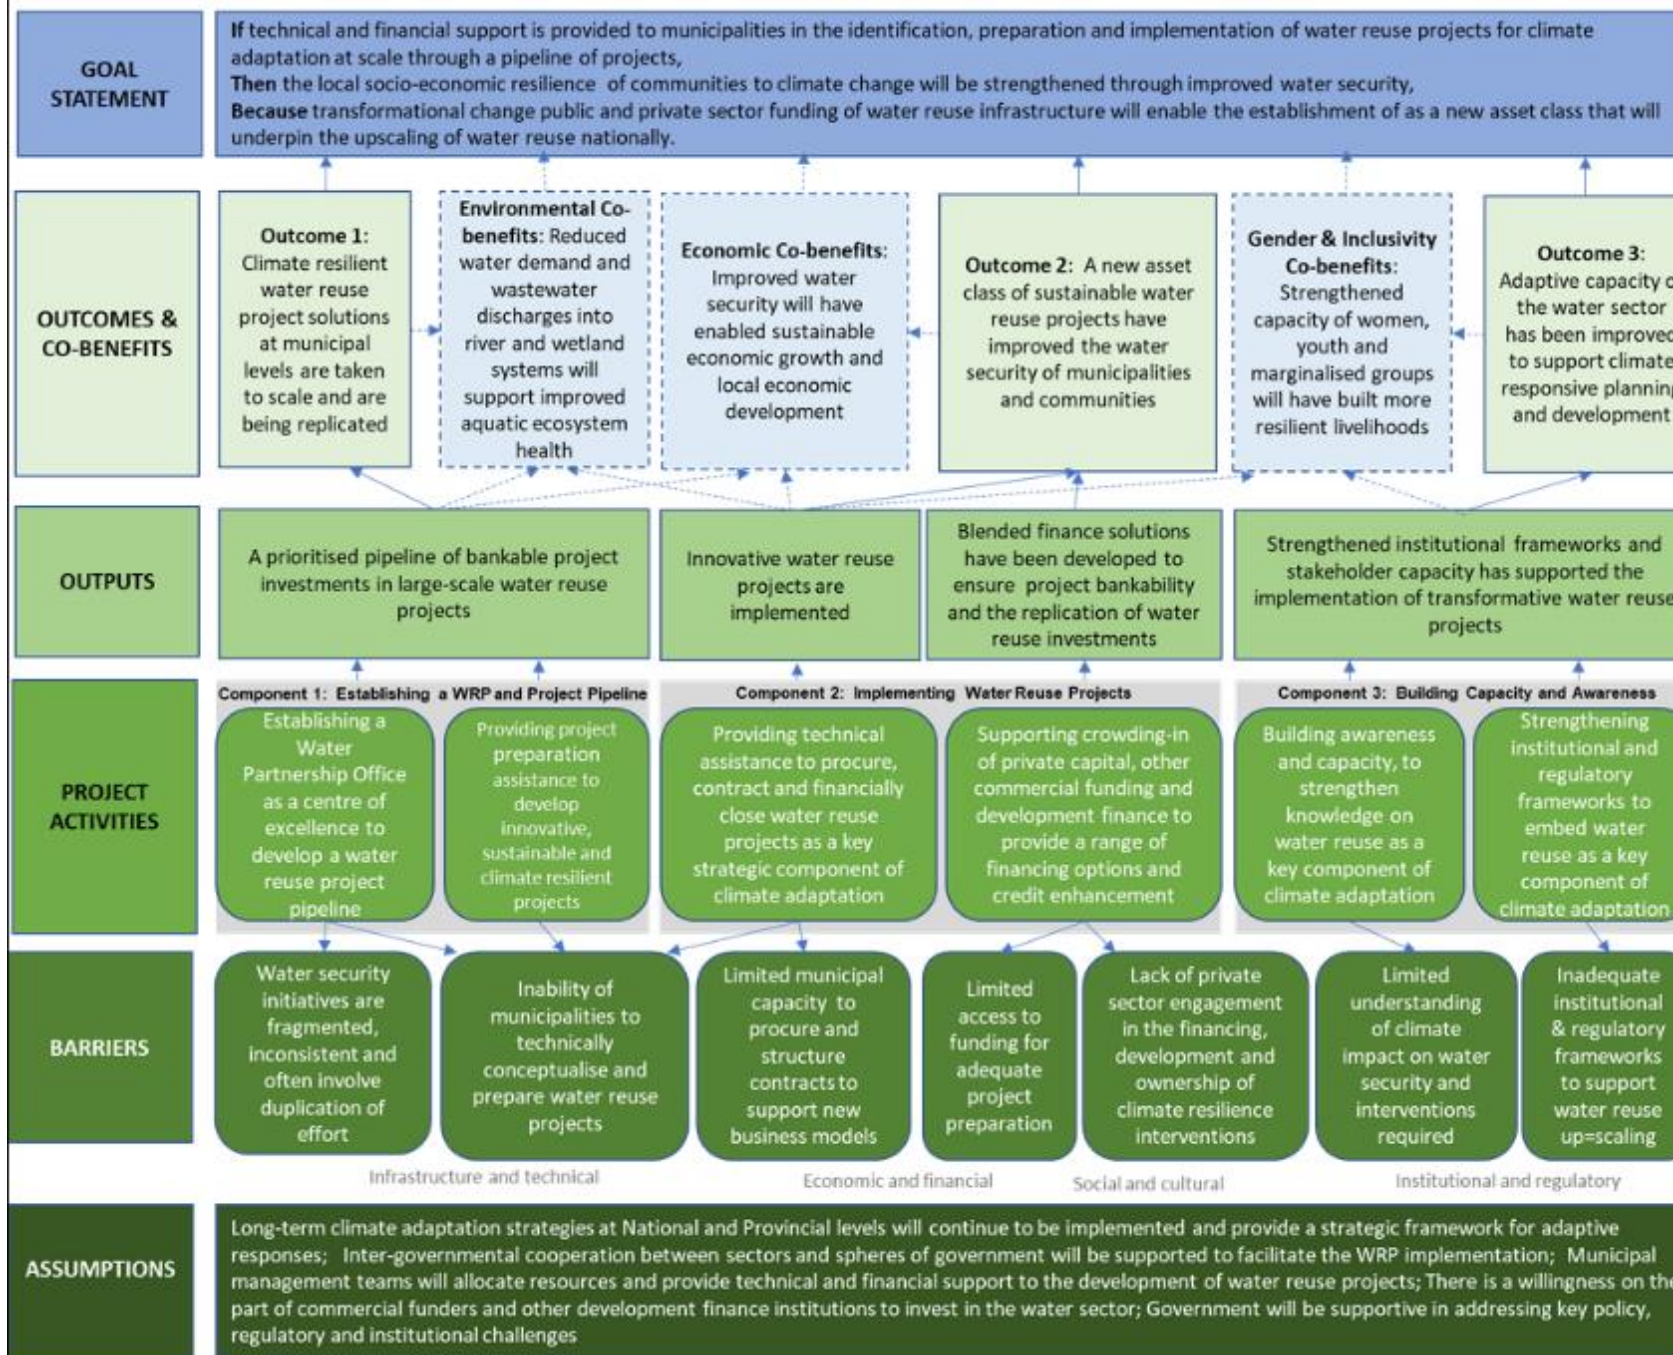 GOAL
STATEMENT
If technical and financial support is provided to municipalities in the identification, preparation and implementation of water reuse projects for climate
adaptation at scale through a pipeline of projects,
Then the local socio-economic resilience of communities to climate change will be strengthened through improved water security,
Because transformational change public and private sector funding of water reuse infrastructure will enable the establishment of as a new asset class that will
underpin the upscaling of water reuse nationally.
OUTCOMES &
CO-BENEFITS
Outcome 1:
Climate resilient
water reuse
project solutions
at municipal
levels are taken
to scale and are
being replicated
Environmental Co-
benefits: Reduced
water demand and
wastewater
discharges into
river and wetland
systems will
support improved
aquatic ecosystem
health
Economic Co-benefits:
Improved water
security will have
enabled sustainable
economic growth and
local economic
development
Outcome 2: A new asset
class of sustainable water
reuse projects have
improved the water
security of municipalities
and communities
Gender & Inclusivity
Co-benefits:
Strengthened
capacity of women,
youth and
marginalised groups
will have built more
resilient livelihoods
Outcome 3:
Adaptive capacity o
the water sector
has been improved
to support climate
responsive planning
and development
OUTPUTS
A prioritised pipeline of bankable project
investments in large-scale water reuse
projects
Innovative water reuse
projects are
implemented
Blended finance solutions
have been developed to
ensure project bankability
and the replication of water
reuse investments
Strengthened institutional frameworks and
stakeholder capacity has supported the
implementation of transformative water reuse
projects
PROJECT
ACTIVITIES
Component 1: Establishing a WRP and Project Pipeline
Establishing a
Water
Partnership Office
as a centre of
excellence to
develop a water
reuse project
pipeline
Providing project
preparation
assistance to
develop
innovative,
sustainable and
climate resilient
projects
Component 2: Implementing Water Reuse Projects
Providing technical
assistance to procure,
contract and financially
close water reuse
projects as a key
strategic component of
climate adaptation
Supporting crowding-in
of private capital, other
commercial funding and
development finance to
provide a range of
financing options and
credit enhancement
Component 3: Building Capacity and Awareness
Building awareness
and capacity, to
strengthen
knowledge on
water reuse as a
key component of
climate adaptation
Strengthening
institutional and
regulatory
frameworks to
embed water
reuse as a key
component of
climate adaptation
BARRIERS
Water security
initiatives are
fragmented,
inconsistent and
often involve
duplication of
effort
Inability of
municipalities to
technically
conceptualise and
prepare water reuse
projects
Limited municipal
capacity to
procure and
structure
contracts to
support new
business models
Limited
access to
funding for
adequate
project
preparation
Lack of private
sector engagement
in the financing,
development and
ownership of
climate resilience
interventions
Limited
understanding
of climate
impact on water
security and
interventions
required
Inadequate
institutional
& regulatory
frameworks
to support
water reuse
up=scaling
Infrastructure and technical
Economic and financial
Social and cultural
Institutional and regulatory
ASSUMPTIONS
Long-term climate adaptation strategies at National and Provincial levels will continue to be implemented and provide a strategic framework for adaptive
responses; Inter-governmental cooperation between sectors and spheres of government will be supported to facilitate the WRP implementation; Municipal
management teams will allocate resources and provide technical and financial support to the development of water reuse projects; There is a willingness on the
part of commercial funders and other development finance institutions to invest in the water sector; Government will be supportive in addressing key policy,
regulatory and institutional challenges